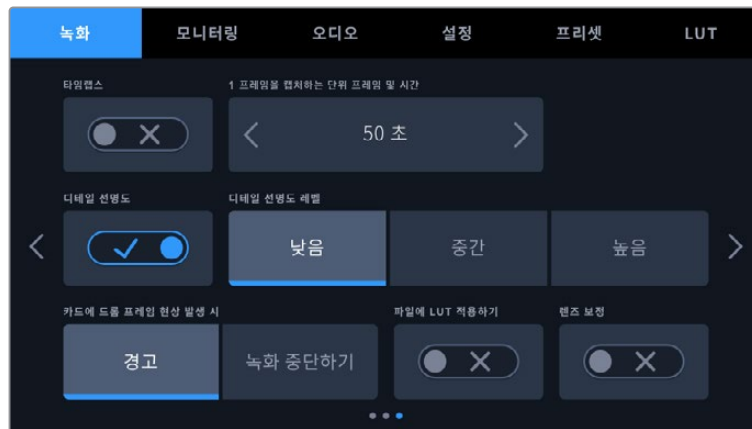 녹화 모니터링 오디오 설정 프리셋 LUT
타임랩스 1 프레임을 캡처하는 단위 프레임 및 시간
50 초
디테일 선명도 디테일 선명도 레벨
낮음 중간 높음
카드에 드롭 프레임 현상 발생 시 파일에 LUT 적용하기 렌즈 보정
경고 녹화 중단하기